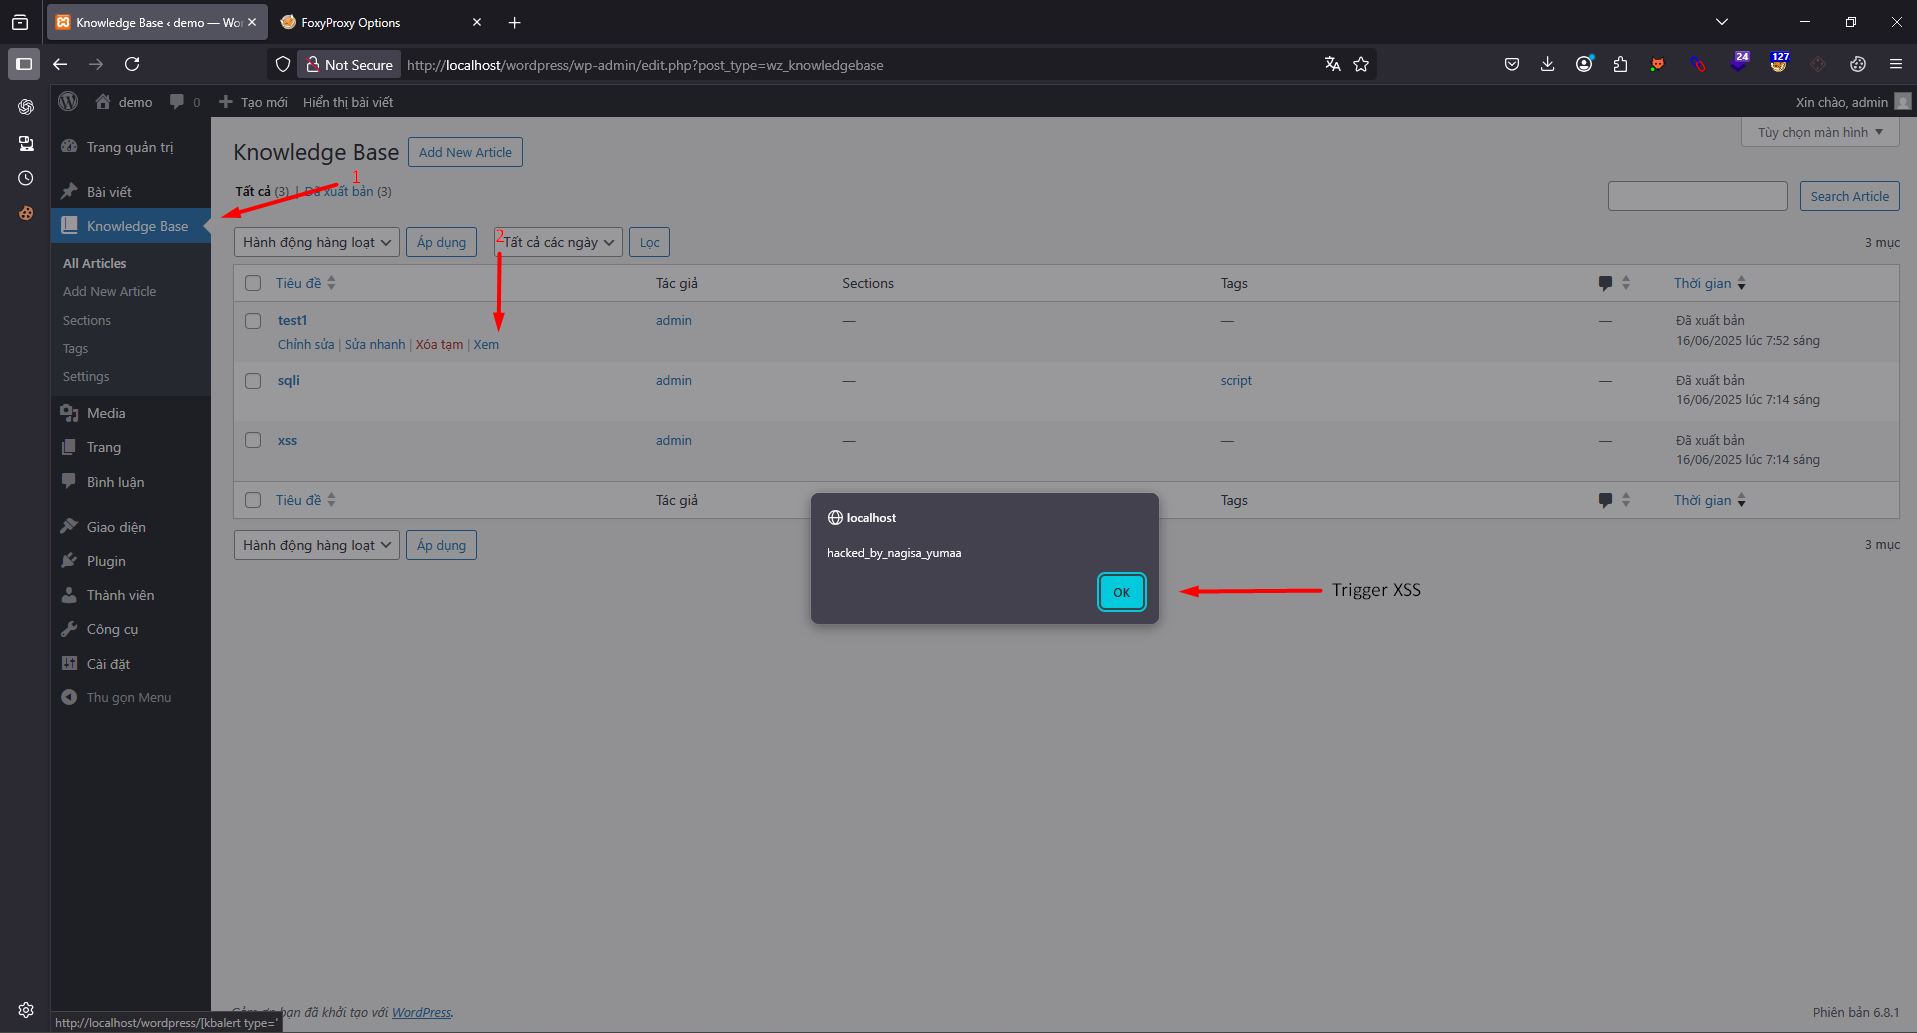 Knowledge Base ‹ demo — Wor
FoxyProxy Options
Not Secure
http://localhost/wordpress/wp-admin/edit.php?post_type=wz_knowledgebase
24
127
demo
0
Tạo mới
Hiển thị bài viết
Xin chào, admin
Trang quản trị
Bài viết
Knowledge Base
All Articles
Add New Article
Sections
Tags
Settings
Media
Trang
Bình luận
Giao diện
Plugin
Thành viên
Công cụ
Cài đặt
Thu gọn Menu
Tùy chọn màn hình
Knowledge Base
Add New Article
1
Tất cả (3) | Đã xuất bản (3)
Search Article
Hành động hàng loạt
Áp dụng
2
Tất cả các ngày
Lọc
3 mục
Tiêu đề
Tác giả
Sections
Tags
Thời gian
test1
admin
—
—
—
Đã xuất bản
Chỉnh sửa | Sửa nhanh | Xóa tạm | Xem
16/06/2025 lúc 7:52 sáng
sqli
admin
—
script
—
Đã xuất bản
16/06/2025 lúc 7:14 sáng
xss
admin
—
—
—
Đã xuất bản
16/06/2025 lúc 7:14 sáng
Tiêu đề
Tác giả
Tags
Thời gian
Hành động hàng loạt
Áp dụng
3 mục
localhost
hacked_by_nagisa_yumaa
OK
Trigger XSS
Cảm ơn bạn đã khởi tạo với WordPress.
Phiên bản 6.8.1
http://localhost/wordpress/[kbalert type='